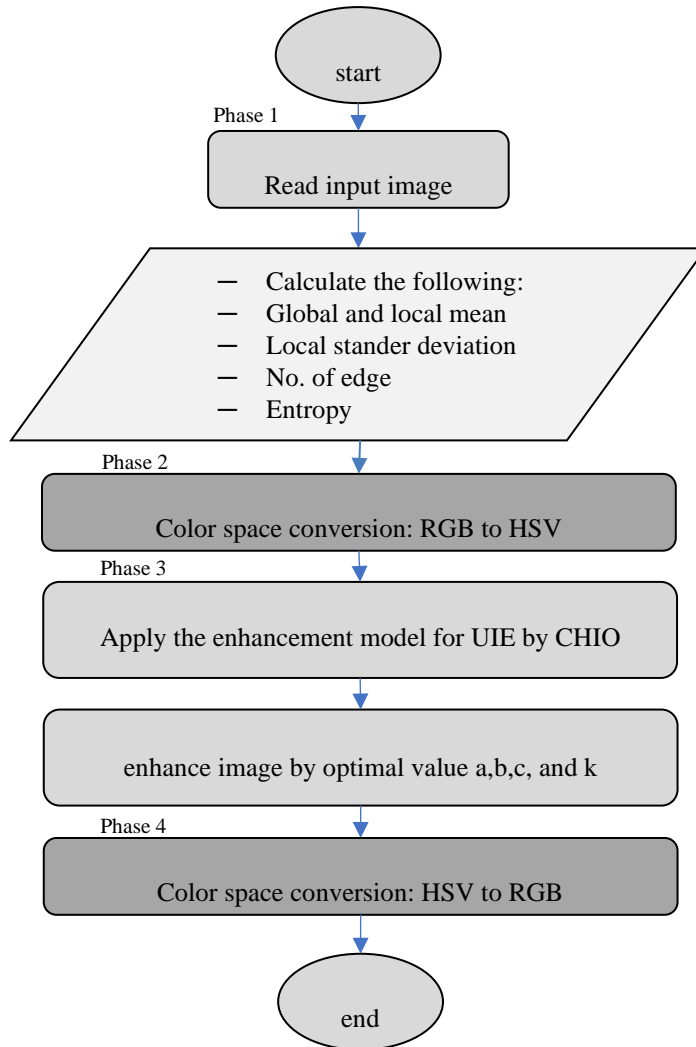 start
Phase 1
Read input image
— Calculate the following:
— Global and local mean
— Local stander deviation
— No. of edge
— Entropy
Phase 2
Color space conversion: RGB to HSV
Phase 3
Apply the enhancement model for UIE by CHIO
enhance image by optimal value a,b,c, and k
Phase 4
Color space conversion: HSV to RGB
end